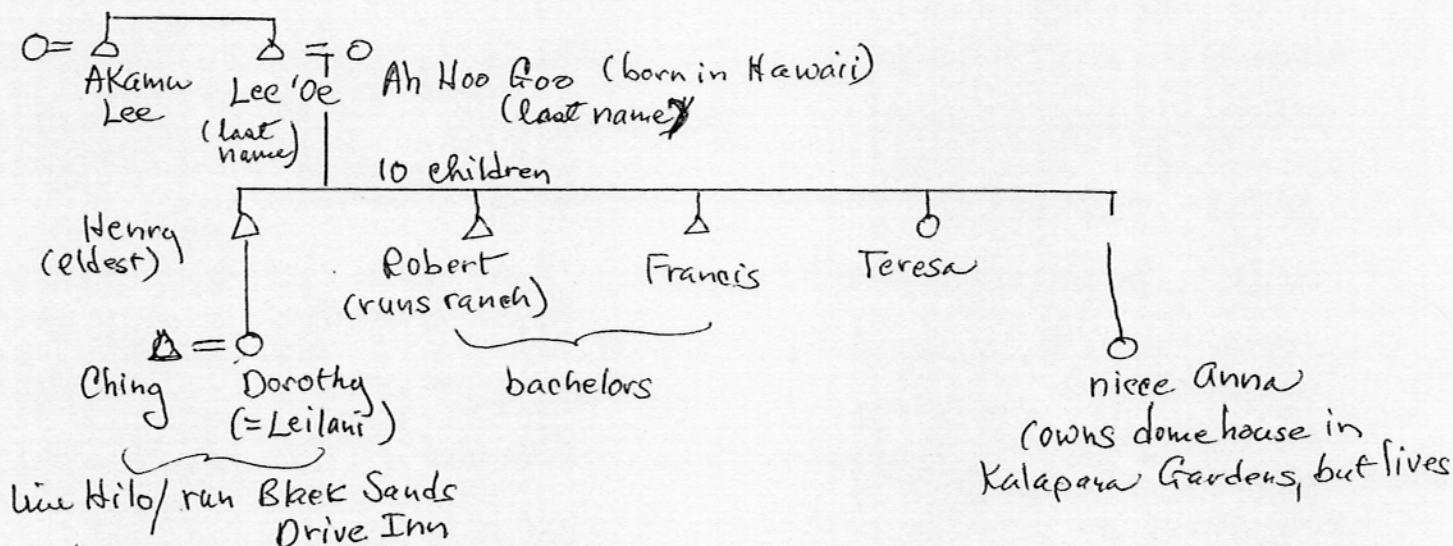 Akamu
Lee
Lee 'Oe
(last
name)
Ah Hoo Goo (born in Hawaii)
(last name)
10 children
Henry
(eldest)
Robert
(runs ranch)
Francis
Teresa
Ching
Dorothy
(=Leilani)
bachelors
niece Anna
(owns dome house in
Kalapana Gardens, but lives
live Hilo/run Black Sands
Drive Inn